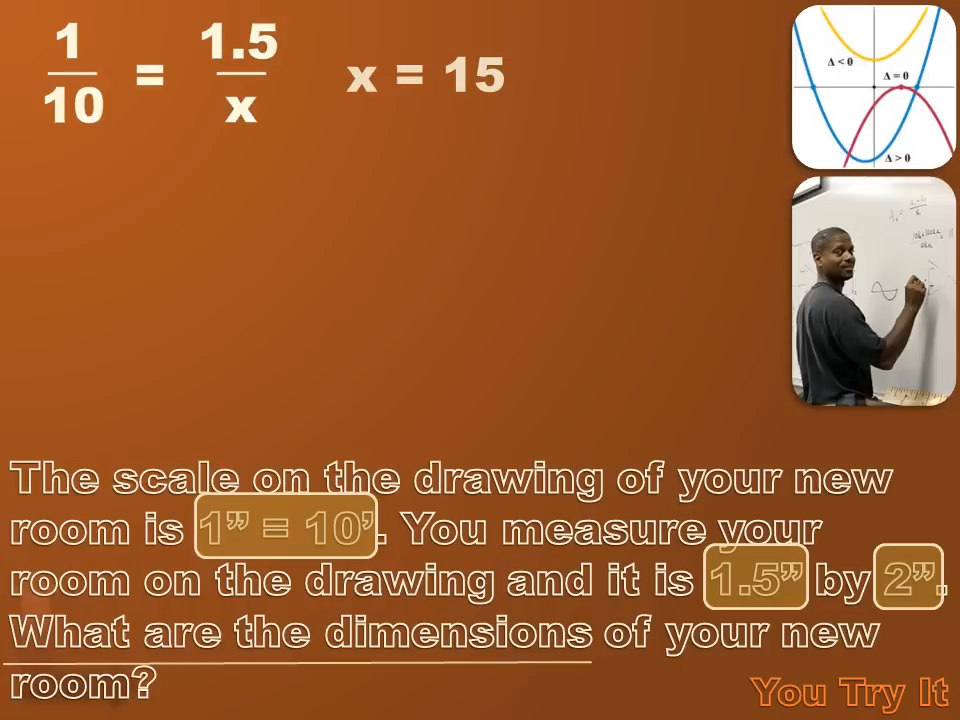 1/10 = 1.5/x x = 15
Δ < 0
Δ = 0
Δ > 0
The scale on the drawing of your new
room is 1” = 10’. You measure your
room on the drawing and it is 1.5” by 2”.
What are the dimensions of your new
room?
You Try It